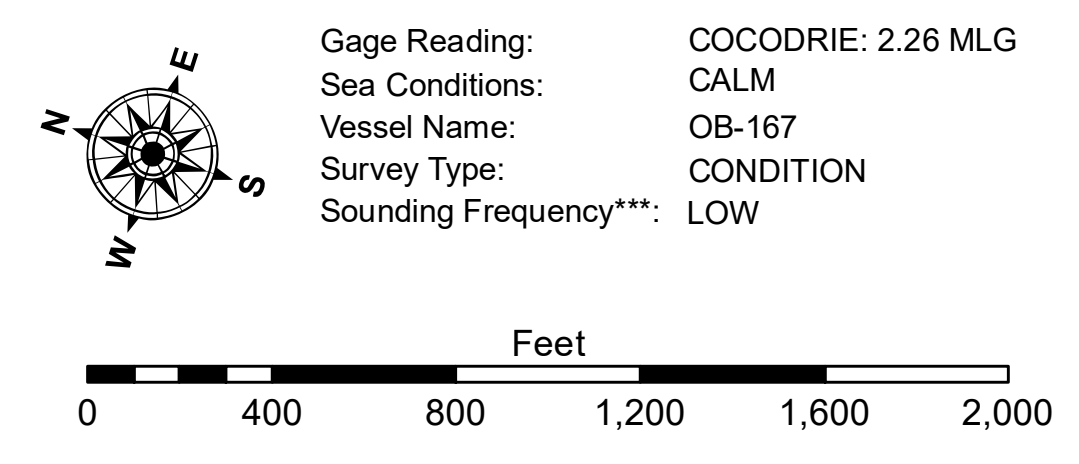 E
N
S
W
Gage Reading: COCODRIE: 2.26 MLG
Sea Conditions: CALM
Vessel Name: OB-167
Survey Type: CONDITION
Sounding Frequency***: LOW
Feet
0 400 800 1,200 1,600 2,000